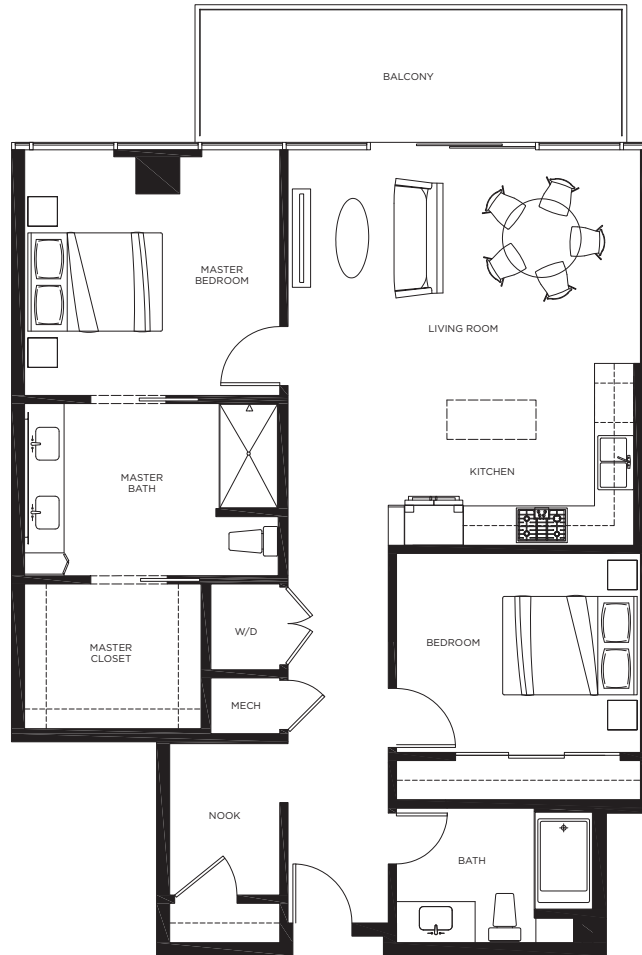 BALCONY
MASTER
BEDROOM
LIVING ROOM
KITCHEN
MASTER
BATH
W/D
BEDROOM
MASTER
CLOSET
MECH
NOOK
BATH